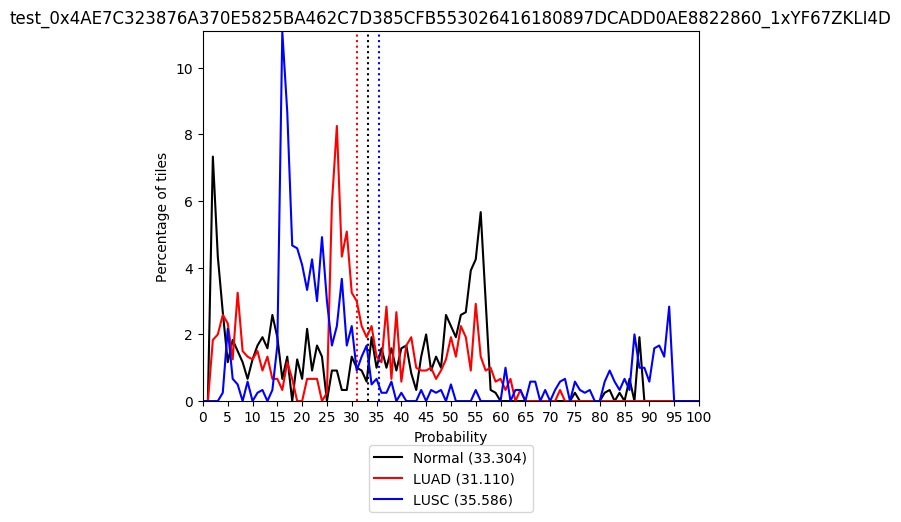 test_0x4AE7C323876A370E5825BA462C7D385CFB553026416180897DCADD0AE8822860_1xYF67ZKLI4D
10
8
6
4
2
0
Percentage of tiles
0 5 10 15 20 25 30 35 40 45 50 55 60 65 70 75 80 85 90 95 100
Probability
Normal (33.304)
LUAD (31.110)
LUSC (35.586)